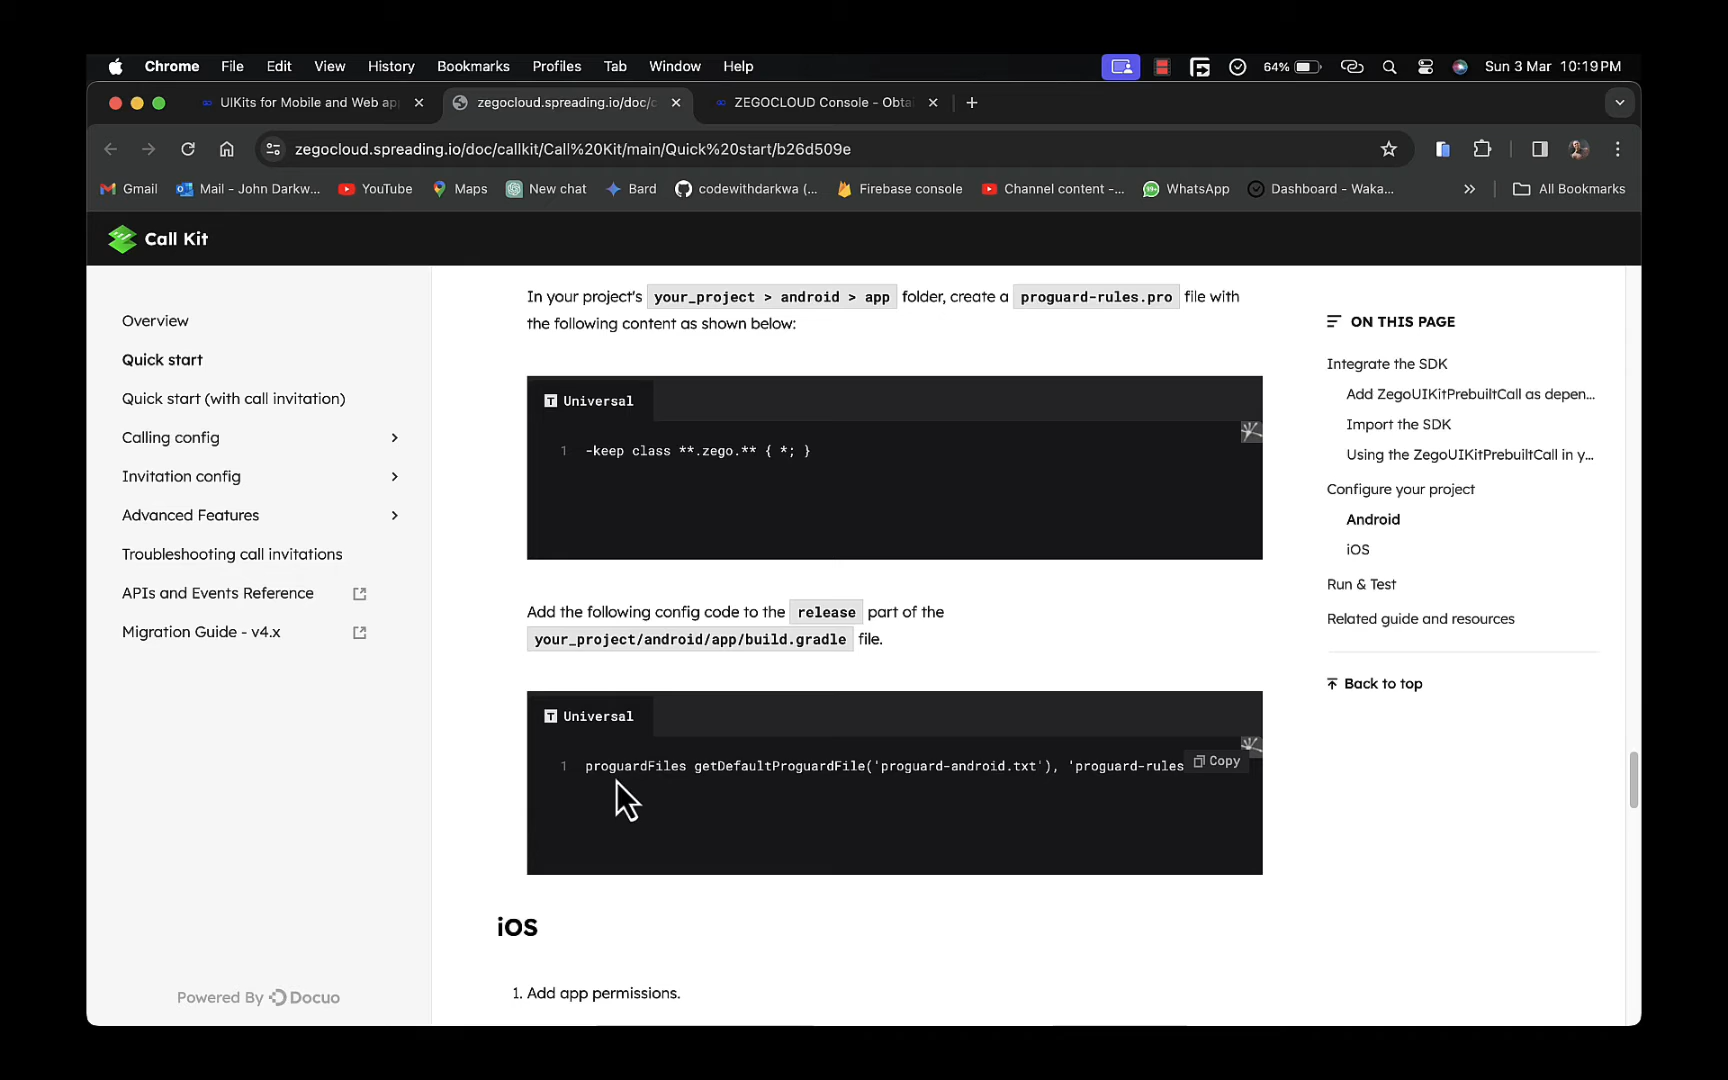 Chrome File Edit View History Bookmarks Profiles Tab Window Help 64% Sun 3 Mar 10:19 PM
UIKits for Mobile and Web ap
zegocloud.spreading.io/doc/c
ZEGOCLOUD Console - Obta
zegocloud.spreading.io/doc/callkit/Call%20Kit/main/Quick%20start/b26d509e
Gmail Mail - John Darkw... YouTube Maps New chat Bard codewithdarkwa (... Firebase console Channel content -... 99+ WhatsApp Dashboard - Waka... » All Bookmarks
Call Kit
Overview
Quick start
Quick start (with call invitation)
Calling config
Invitation config
Advanced Features
Troubleshooting call invitations
APIs and Events Reference
Migration Guide - v4.x
Powered By Docuo
In your project's your_project > android > app folder, create a proguard-rules.pro file with
the following content as shown below:
T Universal
1 -keep class **.zego.** { *; }
Add the following config code to the release part of the
your_project/android/app/build.gradle file.
T Universal
1 proguardFiles getDefaultProguardFile('proguard-android.txt'), 'proguard-rules
Copy
iOS
1. Add app permissions.
ON THIS PAGE
Integrate the SDK
Add ZegoUIKitPrebuiltCall as depen...
Import the SDK
Using the ZegoUIKitPrebuiltCall in y...
Configure your project
Android
iOS
Run & Test
Related guide and resources
Back to top